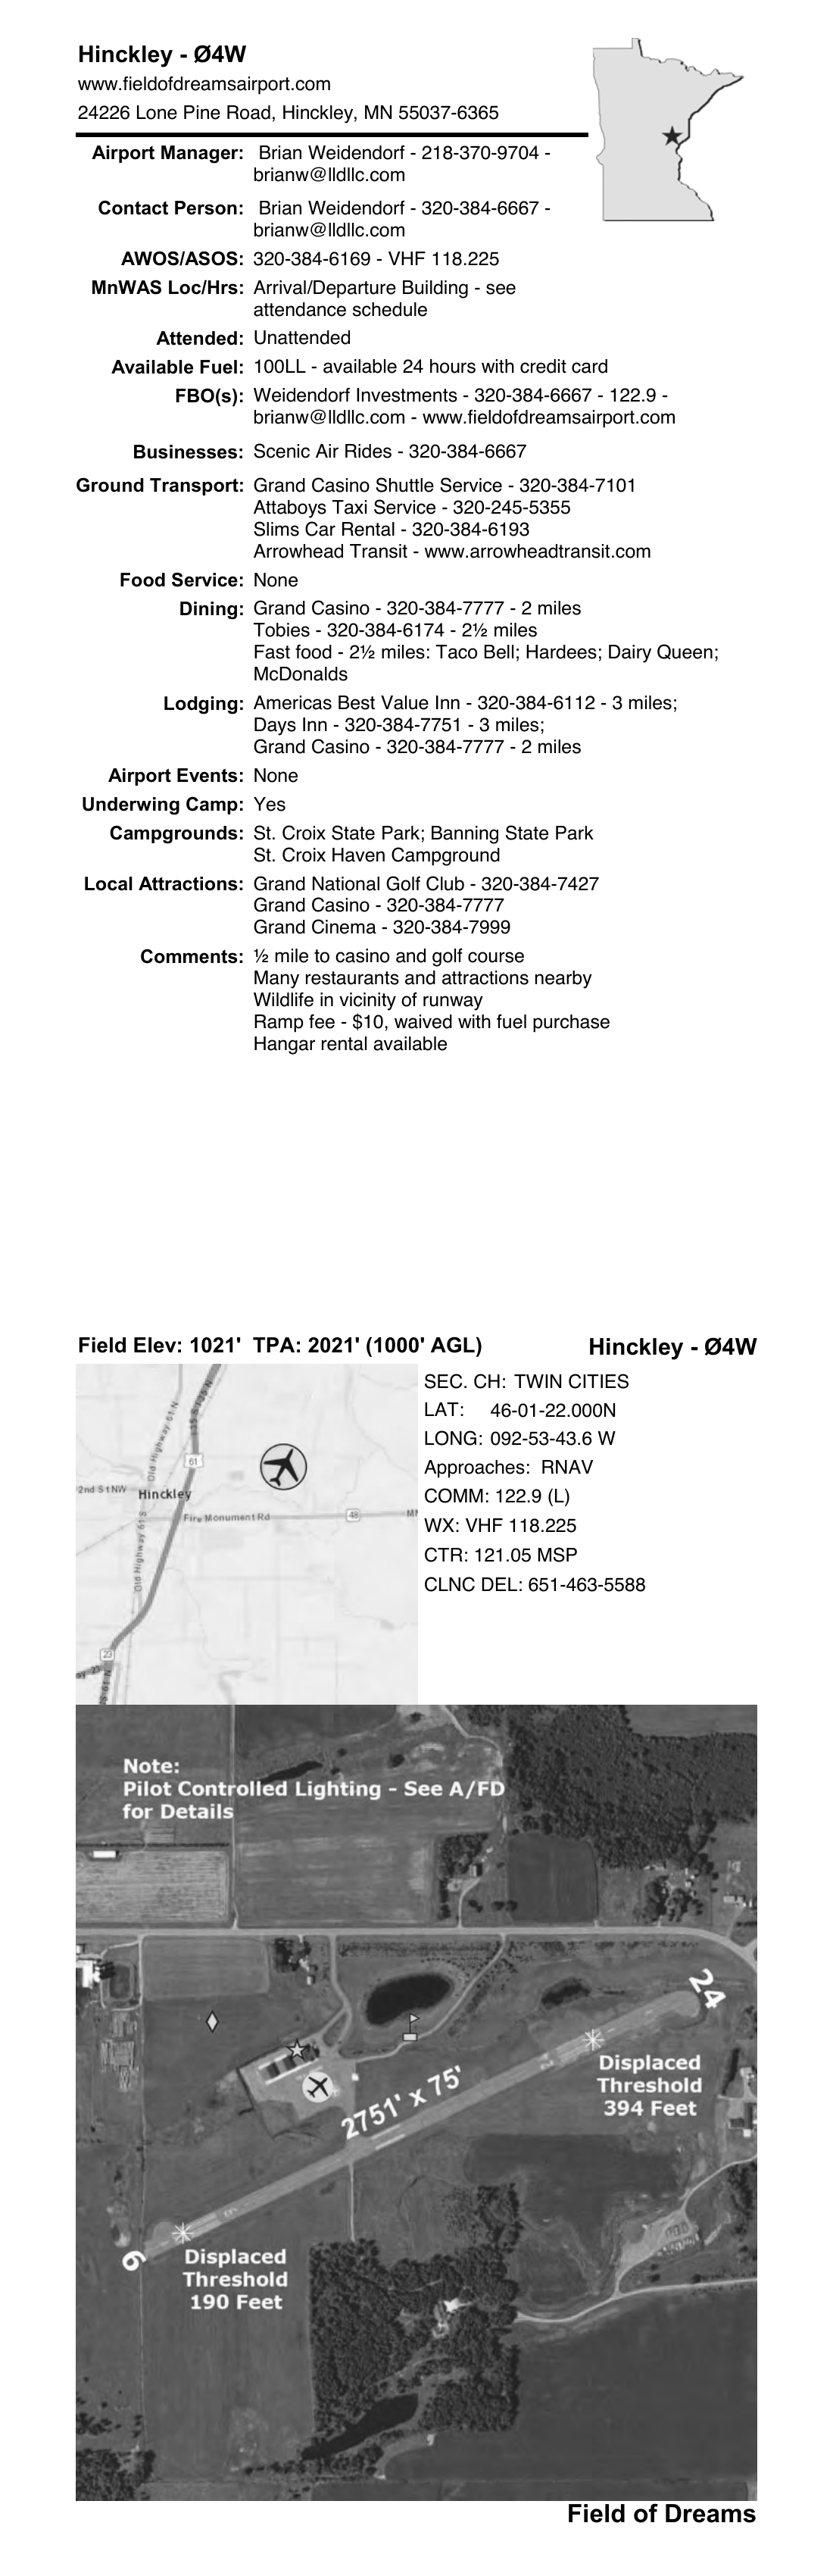 Hinckley - Ø4W
www.fieldofdreamsairport.com
24226 Lone Pine Road, Hinckley, MN 55037-6365
Airport Manager: Brian Weidendorf - 218-370-9704 -
brianw@lldllc.com
Contact Person: Brian Weidendorf - 320-384-6667 -
brianw@lldllc.com
AWOS/ASOS: 320-384-6169 - VHF 118.225
MnWAS Loc/Hrs: Arrival/Departure Building - see
attendance schedule
Attended: Unattended
Available Fuel: 100LL - available 24 hours with credit card
FBO(s): Weidendorf Investments - 320-384-6667 - 122.9 -
brianw@lldllc.com - www.fieldofdreamsairport.com
Businesses: Scenic Air Rides - 320-384-6667
Ground Transport: Grand Casino Shuttle Service - 320-384-7101
Attaboys Taxi Service - 320-245-5355
Slims Car Rental - 320-384-6193
Arrowhead Transit - www.arrowheadtransit.com
Food Service: None
Dining: Grand Casino - 320-384-7777 - 2 miles
Tobies - 320-384-6174 - 2½ miles
Fast food - 2½ miles: Taco Bell; Hardees; Dairy Queen;
McDonalds
Lodging: Americas Best Value Inn - 320-384-6112 - 3 miles;
Days Inn - 320-384-7751 - 3 miles;
Grand Casino - 320-384-7777 - 2 miles
Airport Events: None
Underwing Camp: Yes
Campgrounds: St. Croix State Park; Banning State Park
St. Croix Haven Campground
Local Attractions: Grand National Golf Club - 320-384-7427
Grand Casino - 320-384-7777
Grand Cinema - 320-384-7999
Comments: ½ mile to casino and golf course
Many restaurants and attractions nearby
Wildlife in vicinity of runway
Ramp fee - $10, waived with fuel purchase
Hangar rental available
Field Elev: 1021' TPA: 2021' (1000' AGL)
Hinckley - Ø4W
SEC. CH: TWIN CITIES
LAT: 46-01-22.000N
LONG: 092-53-43.6 W
Approaches: RNAV
COMM: 122.9 (L)
WX: VHF 118.225
CTR: 121.05 MSP
CLNC DEL: 651-463-5588
Old Highway 61 N
61
2nd St NW
Hinckley
Fire Monument Rd
48
Old Highway 61 S
23
Note:
Pilot Controlled Lighting - See A/FD
for Details
24
Displaced
Threshold
394 Feet
2751' x 75'
6
Displaced
Threshold
190 Feet
Field of Dreams